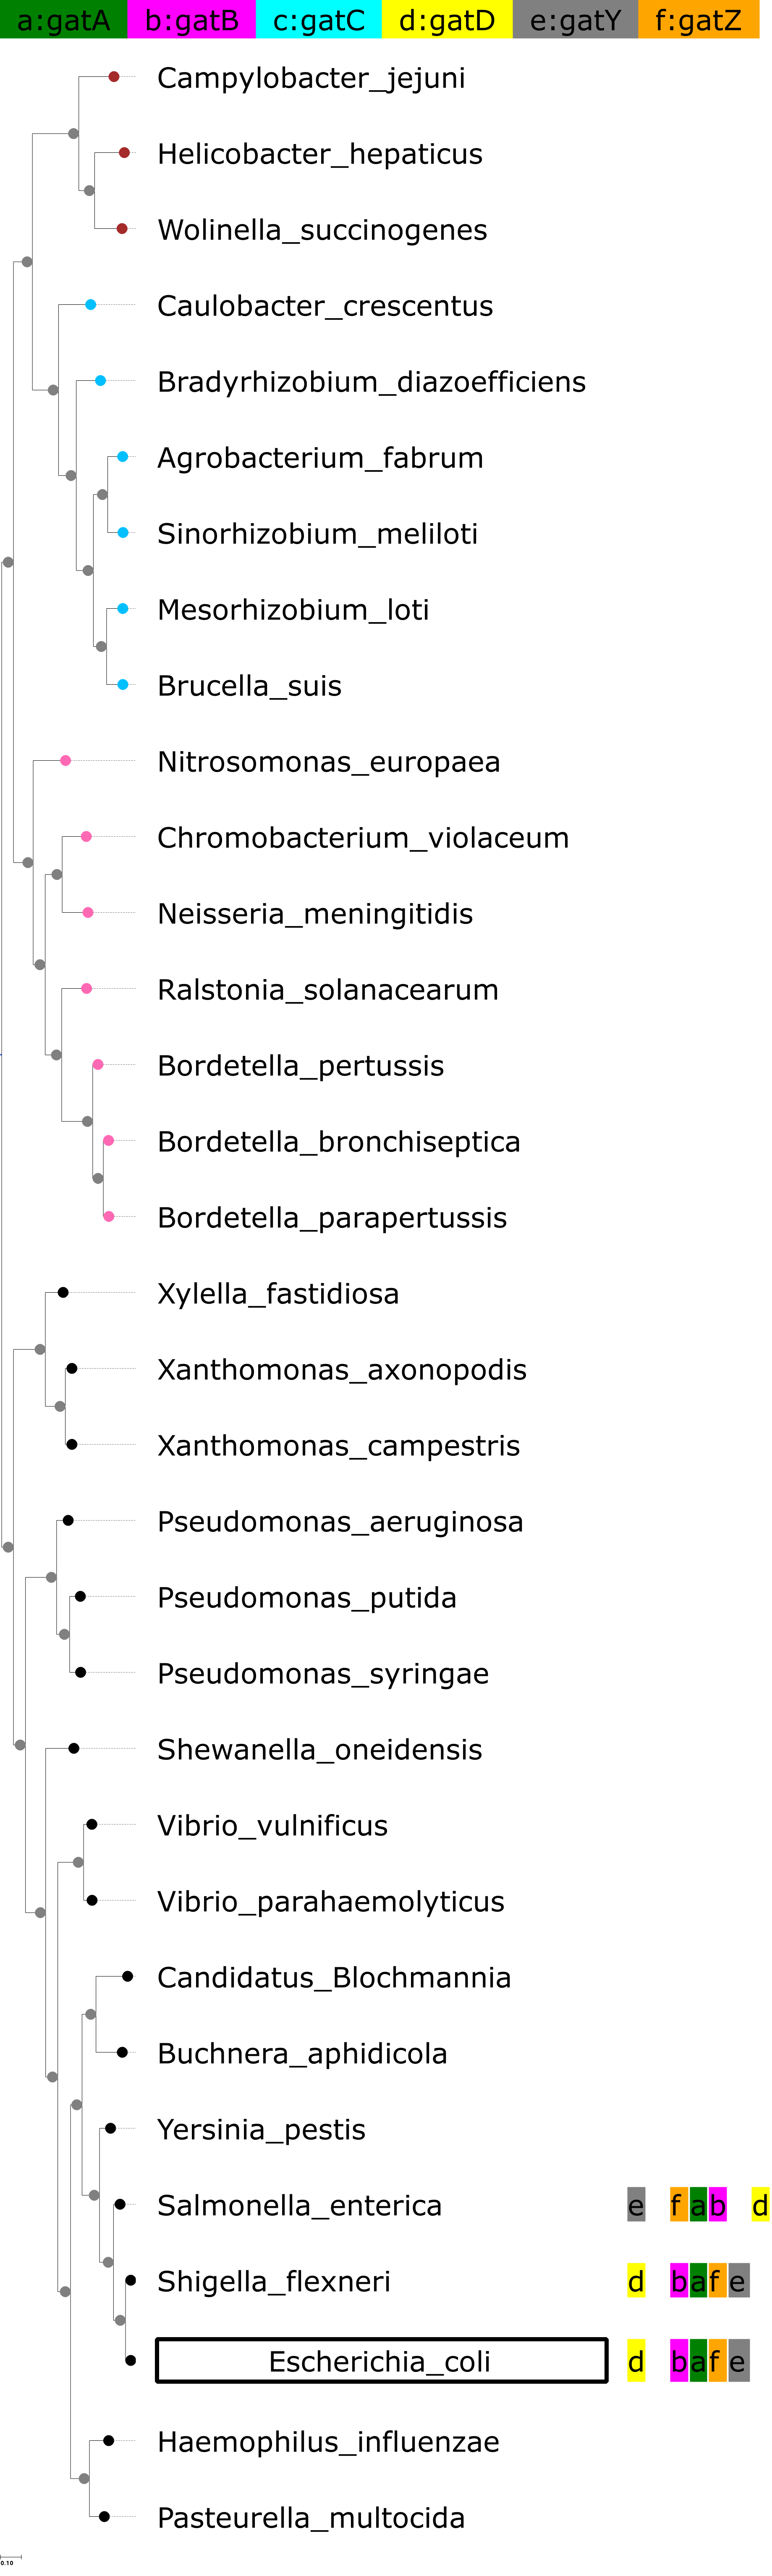 a:gatA b:gatB c:gatC d:gatD e:gatY f:gatZ
Campylobacter_jejuni
Helicobacter_hepaticus
Wolinella_succinogenes
Caulobacter_crescentus
Bradyrhizobium_diazoefficiens
Agrobacterium_fabrum
Sinorhizobium_meliloti
Mesorhizobium_loti
Brucella_suis
Nitrosomonas_europaea
Chromobacterium_violaceum
Neisseria_meningitidis
Ralstonia_solanacearum
Bordetella_pertussis
Bordetella_bronchiseptica
Bordetella_parapertussis
Xylella_fastidiosa
Xanthomonas_axonopodis
Xanthomonas_campestris
Pseudomonas_aeruginosa
Pseudomonas_putida
Pseudomonas_syringae
Shewanella_oneidensis
Vibrio_vulnificus
Vibrio_parahaemolyticus
Candidatus_Blochmannia
Buchnera_aphidicola
Yersinia_pestis
Salmonella_enterica e f a b d
Shigella_flexneri d b a f e
Escherichia_coli d b a f e
Haemophilus_influenzae
Pasteurella_multocida
0.10